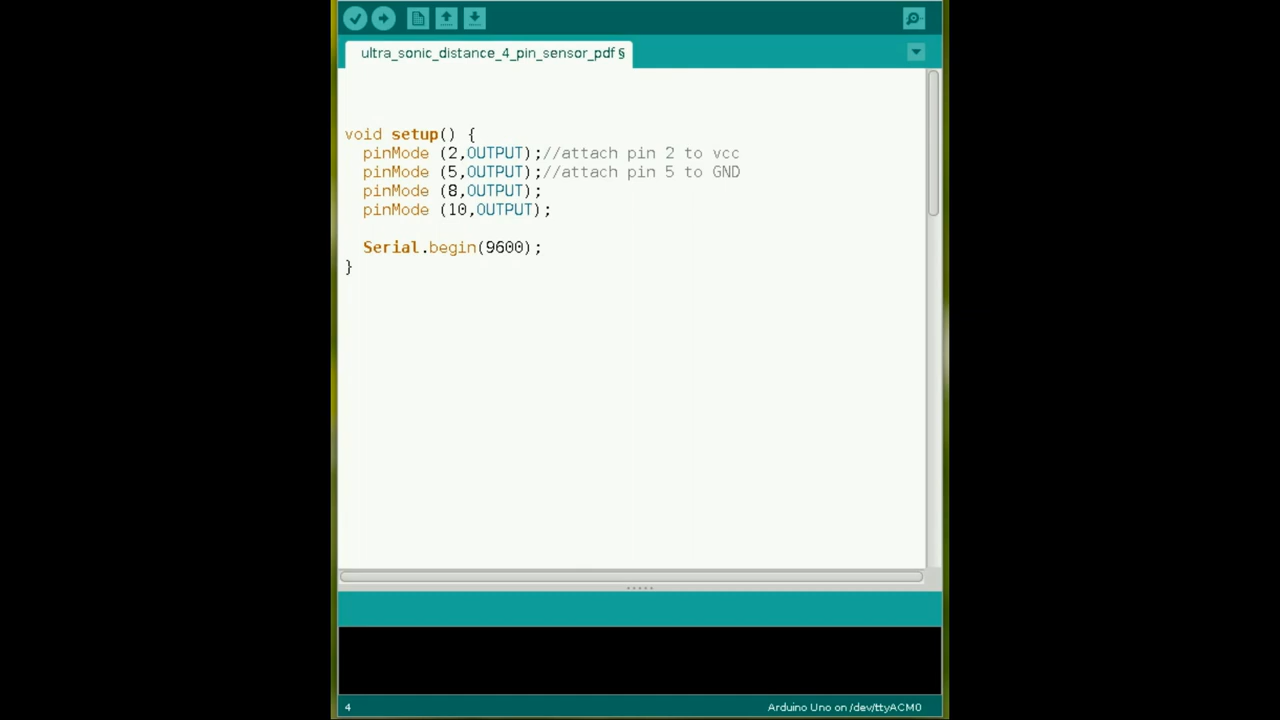 ultra_sonic_distance_4_pin_sensor_pdf §
void setup() {
pinMode (2,OUTPUT);//attach pin 2 to vcc
pinMode (5,OUTPUT);//attach pin 5 to GND
pinMode (8,OUTPUT);
pinMode (10,OUTPUT);
Serial.begin(9600);
}
4
Arduino Uno on /dev/ttyACM0